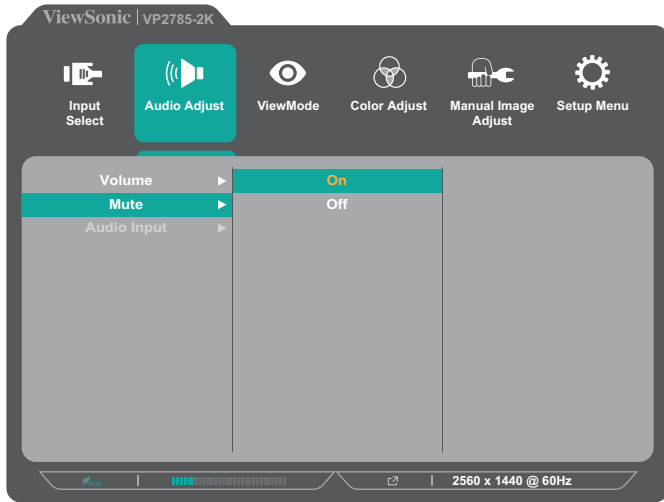 ViewSonic | VP2785-2K
Input Select
Audio Adjust
ViewMode
Color Adjust
Manual Image Adjust
Setup Menu
Volume
Mute
Audio Input
On
Off
eco
2560 x 1440 @ 60Hz